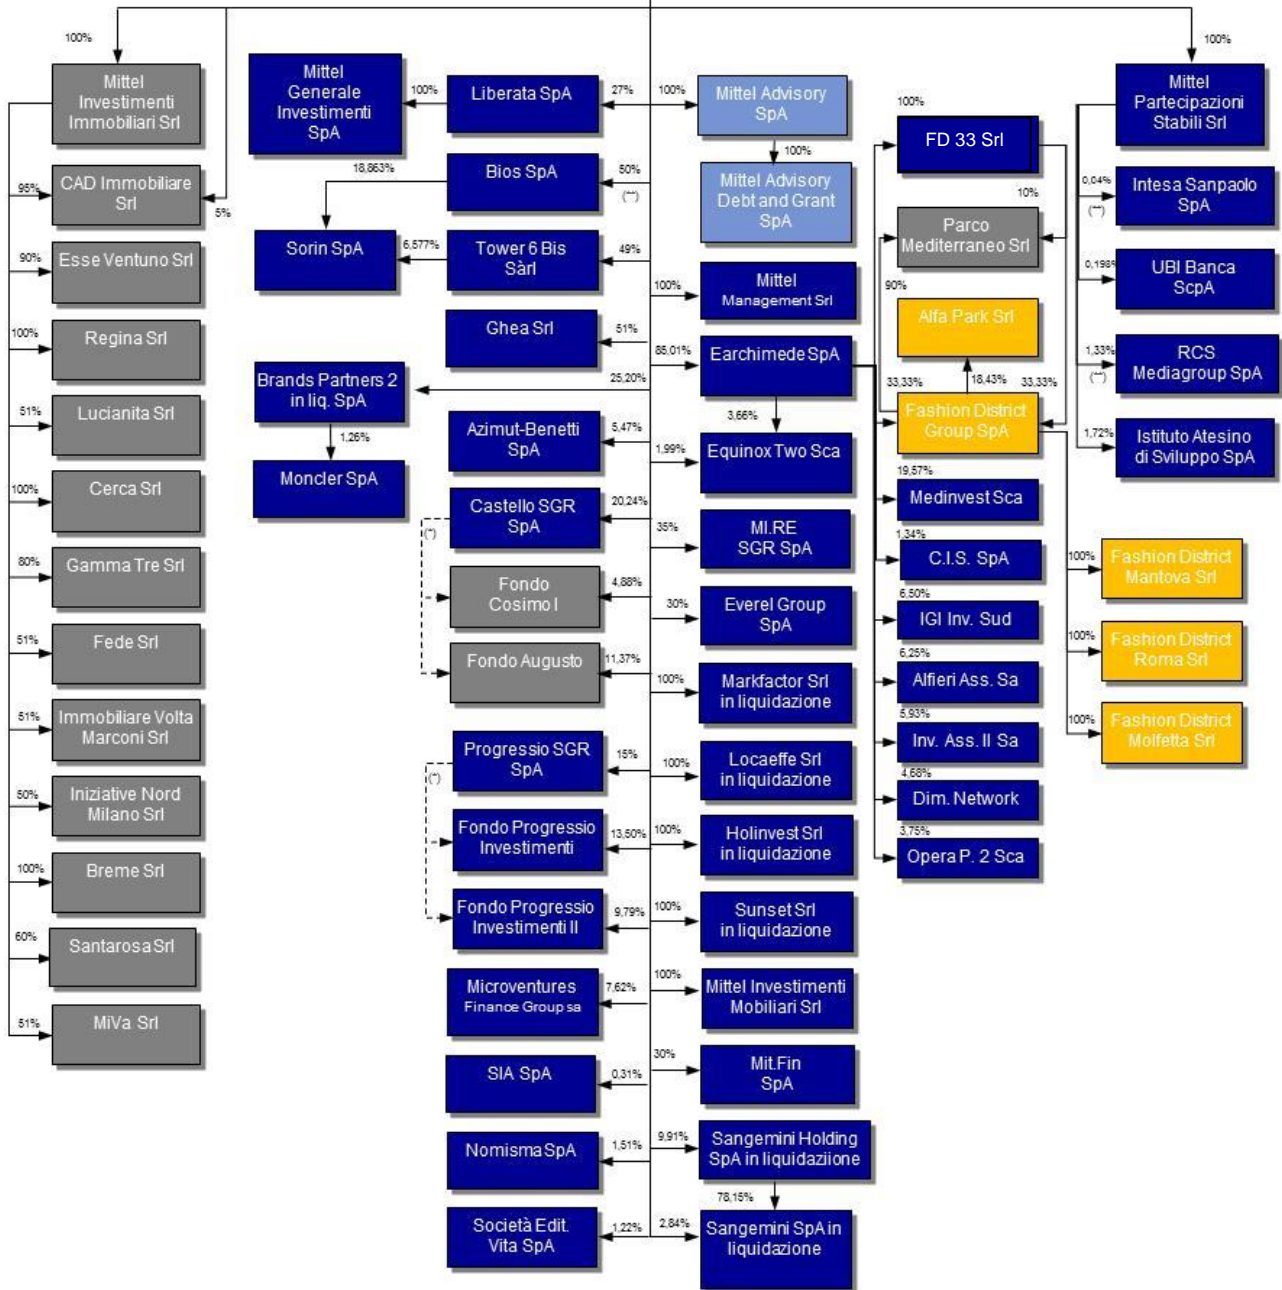 100%
Mittel
Investimenti
Immobiliari Srl
95%
CAD Immobiliare
Srl
5%
90%
Esse Ventuno Srl
100%
Regina Srl
51%
Lucianita Srl
100%
Cerca Srl
80%
Gamma Tre Srl
51%
Fede Srl
51%
Immobiliare Volta
Marconi Srl
50%
Iniziative Nord
Milano Srl
100%
Breme Srl
60%
Santarosa Srl
51%
MiVa Srl
Mittel
Generale
Investimenti
SpA
100%
Liberata SpA
27%
18,863%
Bios SpA
50%
(**)
Sorin SpA
6,577%
Tower 6 Bis
Sàrl
49%
Ghea Srl
51%
Brands Partners 2
in liq. SpA
25,20%
1,26%
Moncler SpA
Azimut-Benetti
SpA
5,47%
Castello SGR
SpA
20,24%
(*)
Fondo
Cosimo I
4,88%
Fondo Augusto
11,37%
Progressio SGR
SpA
15%
(*)
Fondo Progressio
Investimenti
13,50%
Fondo Progressio
Investimenti II
9,79%
Microventures
Finance Group sa
7,62%
SIA SpA
0,31%
Nomisma SpA
1,51%
Società Edit.
Vita SpA
1,22%
100%
Mittel Advisory
SpA
100%
Mittel Advisory
Debt and Grant
SpA
100%
Mittel
Management Srl
85,01%
Earchimede SpA
3,66%
1,99%
Equinox Two Sca
35%
MI.RE
SGR SpA
30%
Everel Group
SpA
100%
Markfactor Srl
in liquidazione
100%
Locaeffe Srl
in liquidazione
100%
Holinvest Srl
in liquidazione
100%
Sunset Srl
in liquidazione
100%
Mittel Investimenti
Mobiliari Srl
30%
Mit.Fin
SpA
9,91%
Sangemini Holding
SpA in liquidaziione
78,15%
2,84%
Sangemini SpA in
liquidazione
100%
FD 33 Srl
10%
Parco
Mediterraneo Srl
90%
Alfa Park Srl
33,33%
18,43%
33,33%
Fashion District
Group SpA
19,57%
Medinvest Sca
1,34%
C.I.S. SpA
6,50%
IGI Inv. Sud
6,25%
Alfieri Ass. Sa
5,93%
Inv. Ass. II Sa
4,68%
Dim. Network
3,75%
Opera P. 2 Sca
100%
Mittel
Partecipazioni
Stabili Srl
0,04%
(**)
Intesa Sanpaolo
SpA
0,198%
UBI Banca
ScpA
1,33%
(**)
RCS
Mediagroup SpA
1,72%
Istituto Atesino
di Sviluppo SpA
100%
Fashion District
Mantova Srl
100%
Fashion District
Roma Srl
100%
Fashion District
Molfetta Srl